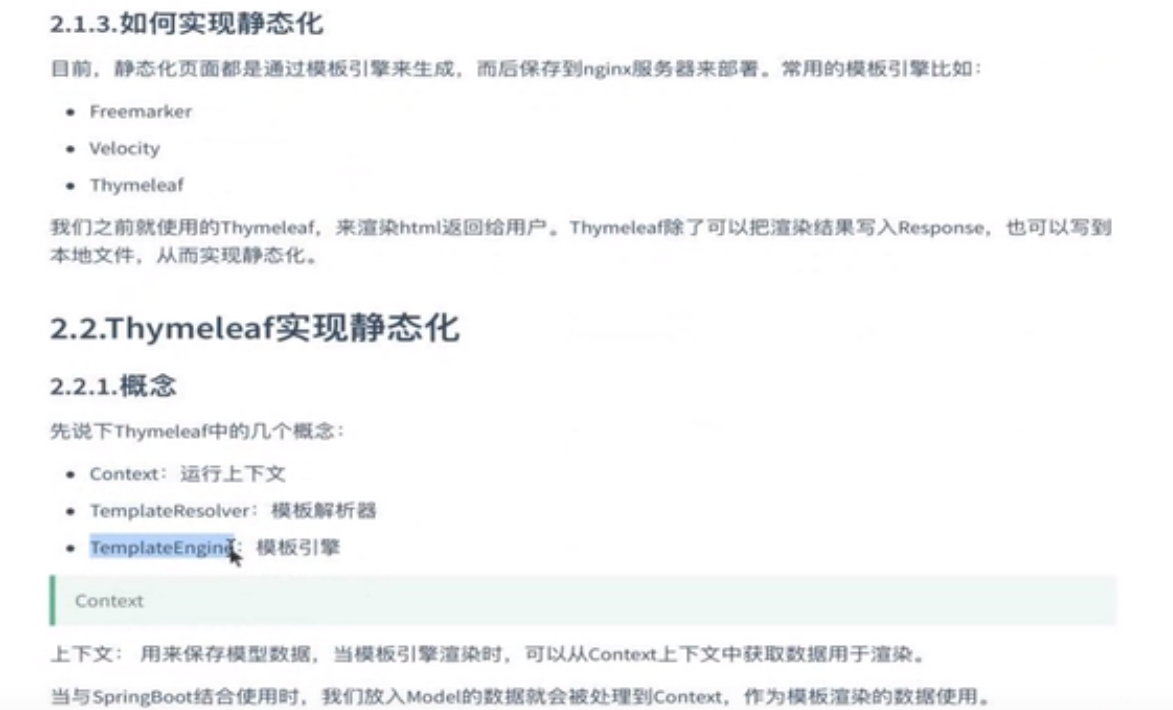 2.1.3.如何实现静态化
目前，静态化页面都是通过模板引擎来生成，而后保存到nginx服务器来部署。常用的模板引擎比如：
Freemarker
Velocity
Thymeleaf
我们之前就使用的Thymeleaf，来渲染html返回给用户。Thymeleaf除了可以把渲染结果写入Response，也可以写到
本地文件，从而实现静态化。
2.2.Thymeleaf实现静态化
2.2.1.概念
先说下Thymeleaf中的几个概念：
Context：运行上下文
TemplateResolver：模板解析器
TemplateEngine：模板引擎
Context
上下文： 用来保存模型数据，当模板引擎渲染时，可以从Context上下文中获取数据用于渲染。
当与SpringBoot结合使用时，我们放入Model的数据就会被处理到Context，作为模板渲染的数据使用。